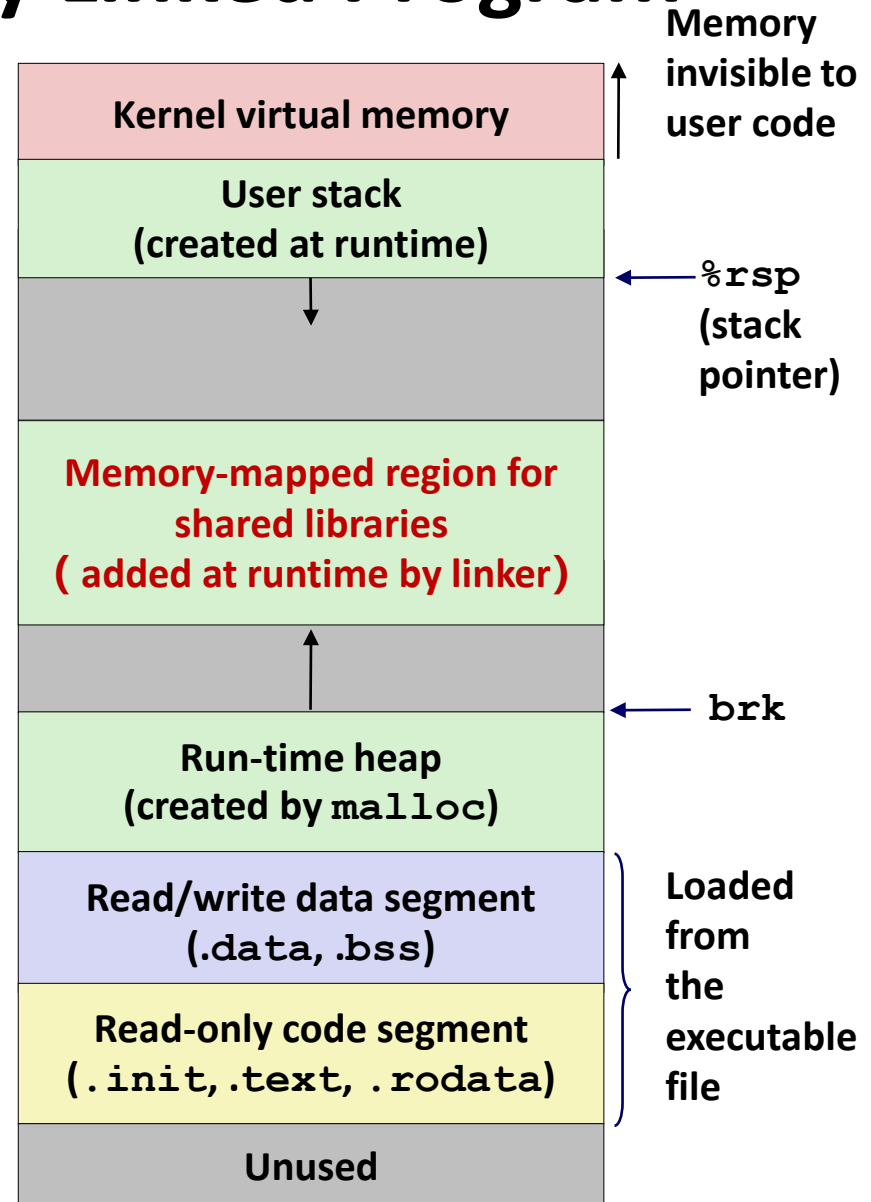 y Linked Program
Memory
invisible to
user code
Kernel virtual memory
User stack
(created at runtime)
%rsp
(stack
pointer)
Memory-mapped region for
shared libraries
( added at runtime by linker)
brk
Run-time heap
(created by malloc)
Read/write data segment
(.data, .bss)
Loaded
from
the
executable
file
Read-only code segment
(.init, .text, .rodata)
Unused